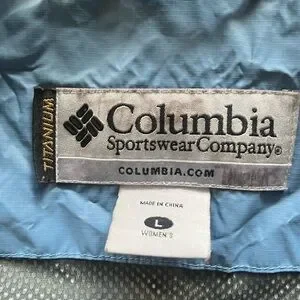 TITANIUM
Columbia
Sportswear Company®
COLUMBIA.COM
MADE IN CHINA
L
WOMEN'S